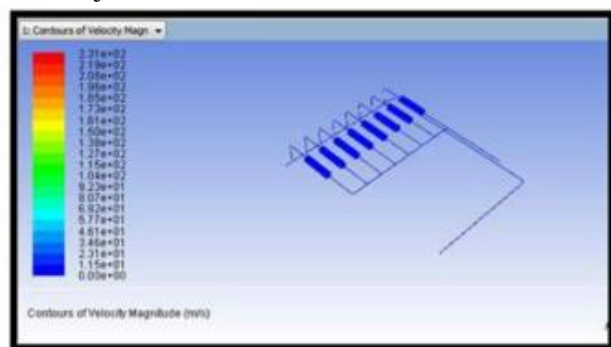 1: Contours of Velocity Magn
2.31e+02
2.19e+02
2.08e+02
1.96e+02
1.85e+02
1.73e+02
1.61e+02
1.50e+02
1.38e+02
1.27e+02
1.15e+02
1.04e+02
9.23e+01
8.07e+01
6.92e+01
5.77e+01
4.61e+01
3.46e+01
2.31e+01
1.15e+01
0.00e+00
Contours of Velocity Magnitude (m/s)